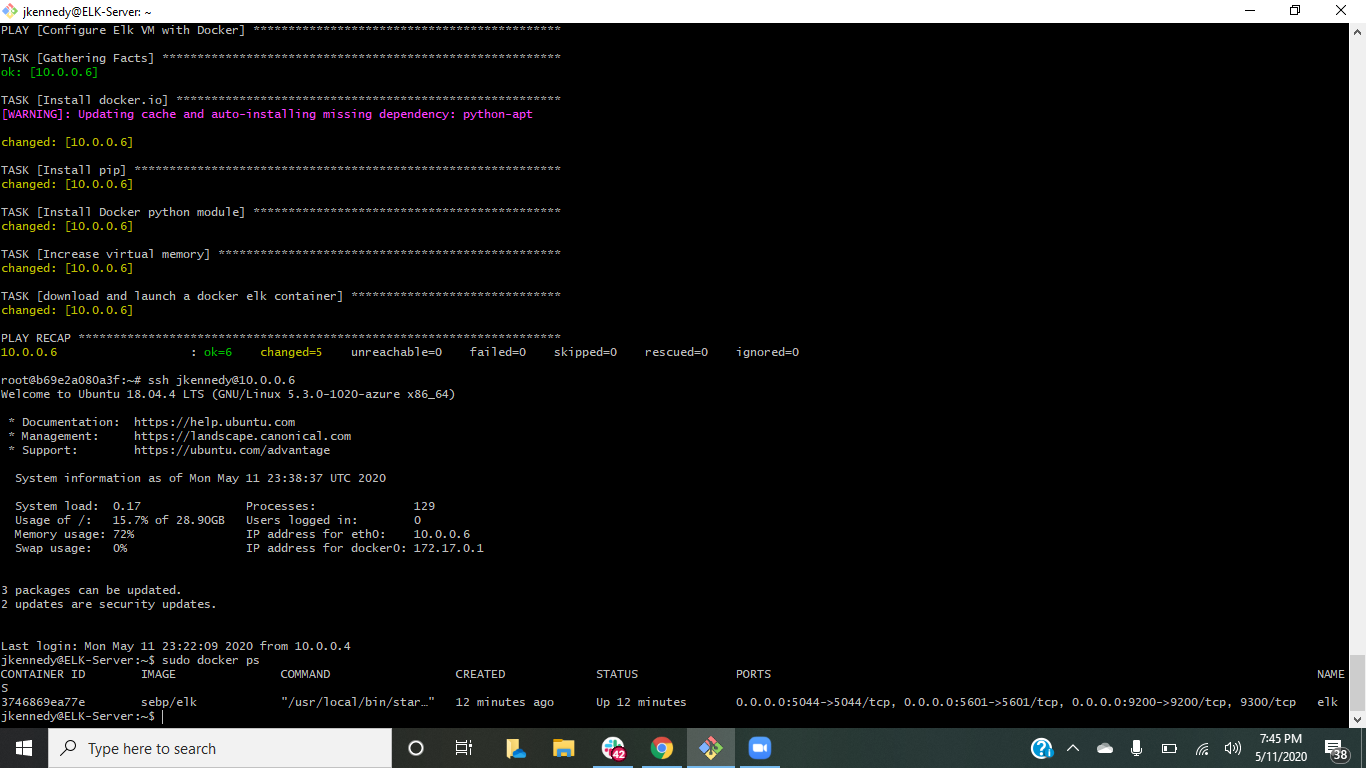 jkennedy@ELK-Server: ~
PLAY [Configure Elk VM with Docker] *******************************************
TASK [Gathering Facts] ********************************************************
ok: [10.0.0.6]
TASK [Install docker.io] ******************************************************
[WARNING]: Updating cache and auto-installing missing dependency: python-apt
changed: [10.0.0.6]
TASK [Install pip] ************************************************************
changed: [10.0.0.6]
TASK [Install Docker python module] *******************************************
changed: [10.0.0.6]
TASK [Increase virtual memory] ************************************************
changed: [10.0.0.6]
TASK [download and launch a docker elk container] *****************************
changed: [10.0.0.6]
PLAY RECAP ********************************************************************
10.0.0.6                   : ok=6    changed=5    unreachable=0    failed=0    skipped=0    rescued=0    ignored=0
root@b69e2a080a3f:~# ssh jkennedy@10.0.0.6
Welcome to Ubuntu 18.04.4 LTS (GNU/Linux 5.3.0-1020-azure x86_64)
* Documentation:  https://help.ubuntu.com
* Management:     https://landscape.canonical.com
* Support:        https://ubuntu.com/advantage
System information as of Mon May 11 23:38:37 UTC 2020
System load:  0.17               Processes:              129
Usage of /:   15.7% of 28.90GB   Users logged in:        0
Memory usage: 72%                IP address for eth0:    10.0.0.6
Swap usage:   0%                 IP address for docker0: 172.17.0.1
3 packages can be updated.
2 updates are security updates.
Last login: Mon May 11 23:22:09 2020 from 10.0.0.4
jkennedy@ELK-Server:~$ sudo docker ps
CONTAINER ID        IMAGE               COMMAND                  CREATED             STATUS              PORTS                                                                              NAME
S
3746869ea77e        sebp/elk            "/usr/local/bin/star…"   12 minutes ago      Up 12 minutes       0.0.0.0:5044->5044/tcp, 0.0.0.0:5601->5601/tcp, 0.0.0.0:9200->9200/tcp, 9300/tcp   elk
jkennedy@ELK-Server:~$
Type here to search
42
7:45 PM
5/11/2020
38